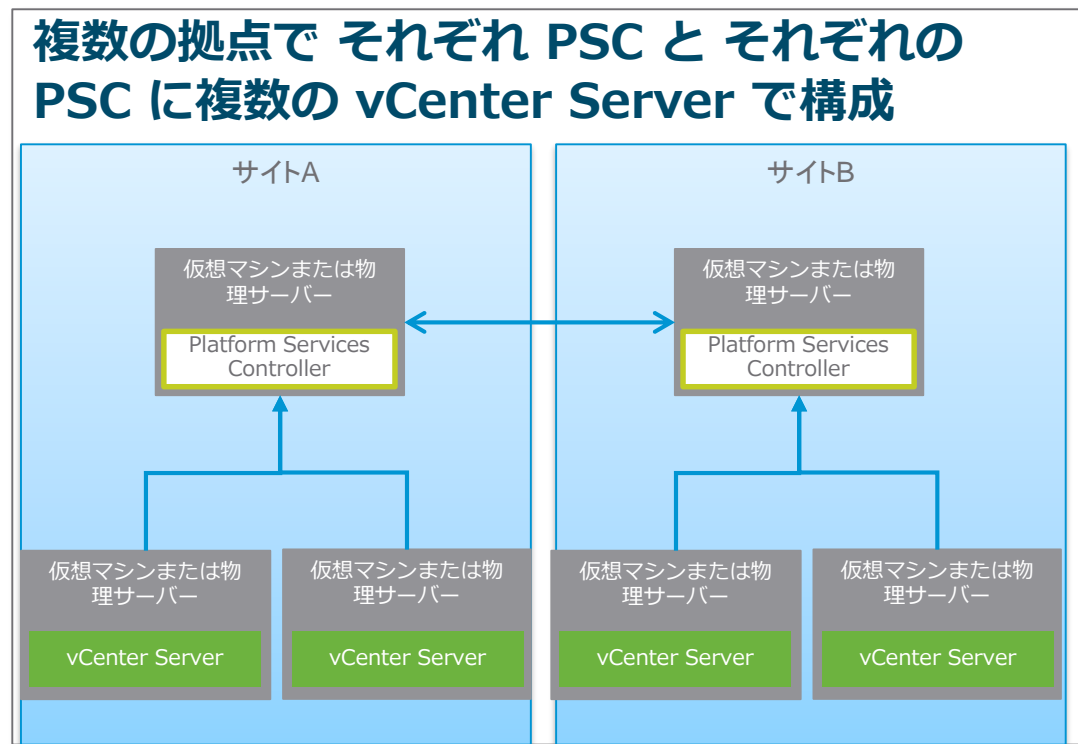 複数の拠点で それぞれ PSC と それぞれの
PSC に複数の vCenter Server で構成
サイトA
仮想マシンまたは物
理サーバー
Platform Services
Controller
仮想マシンまたは物
理サーバー
vCenter Server
仮想マシンまたは物
理サーバー
vCenter Server
サイトB
仮想マシンまたは物
理サーバー
Platform Services
Controller
仮想マシンまたは物
理サーバー
vCenter Server
仮想マシンまたは物
理サーバー
vCenter Server